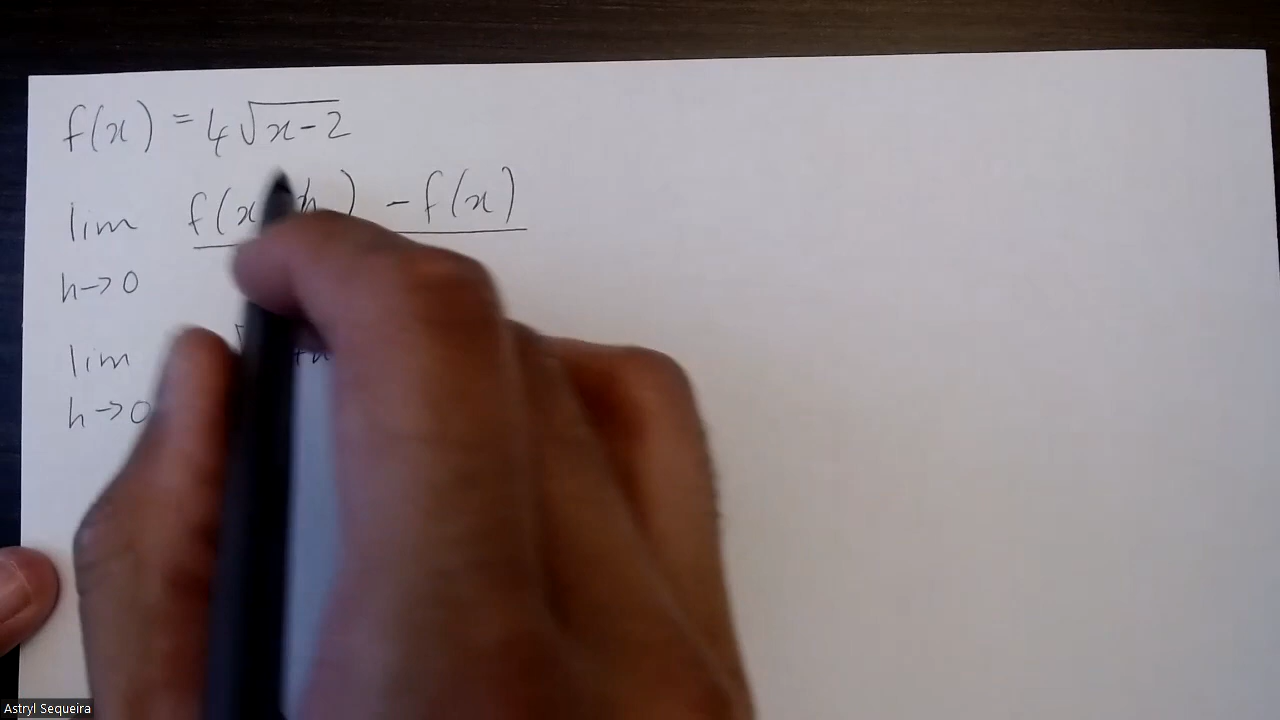 f(x) = 4√x-2
lim f(x+h) - f(x)
h→0
lim √ +h
h→0
Astryl Sequeira